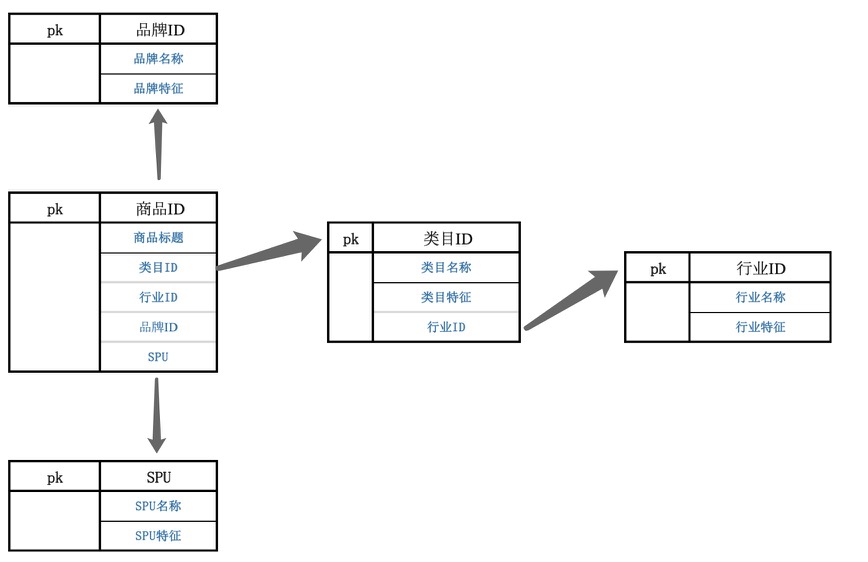 pk 品牌ID
品牌名称
品牌特征
pk 商品ID
商品标题
类目ID
行业ID
品牌ID
SPU
pk 类目ID
类目名称
类目特征
行业ID
pk 行业ID
行业名称
行业特征
pk SPU
SPU名称
SPU特征